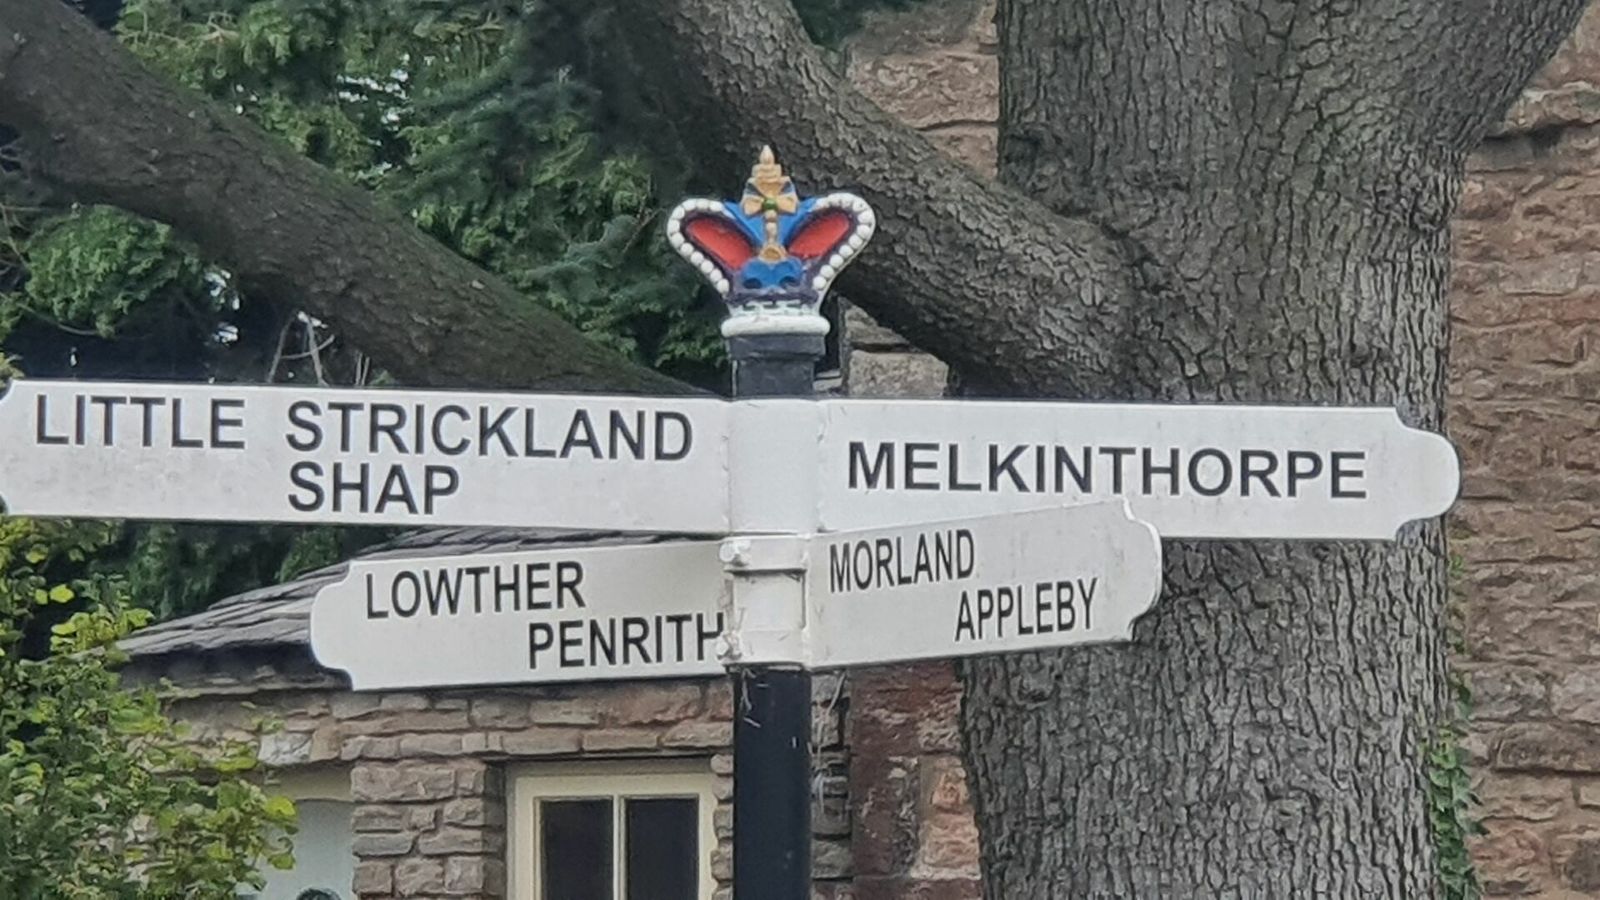 LITTLE STRICKLAND
SHAP
MELKINTHORPE
LOWTHER
PENRITH
MORLAND
APPLEBY